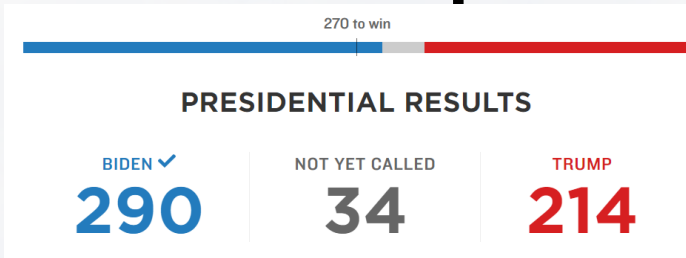 270 to win
PRESIDENTIAL RESULTS
BIDEN ✓ NOT YET CALLED TRUMP
290 34 214